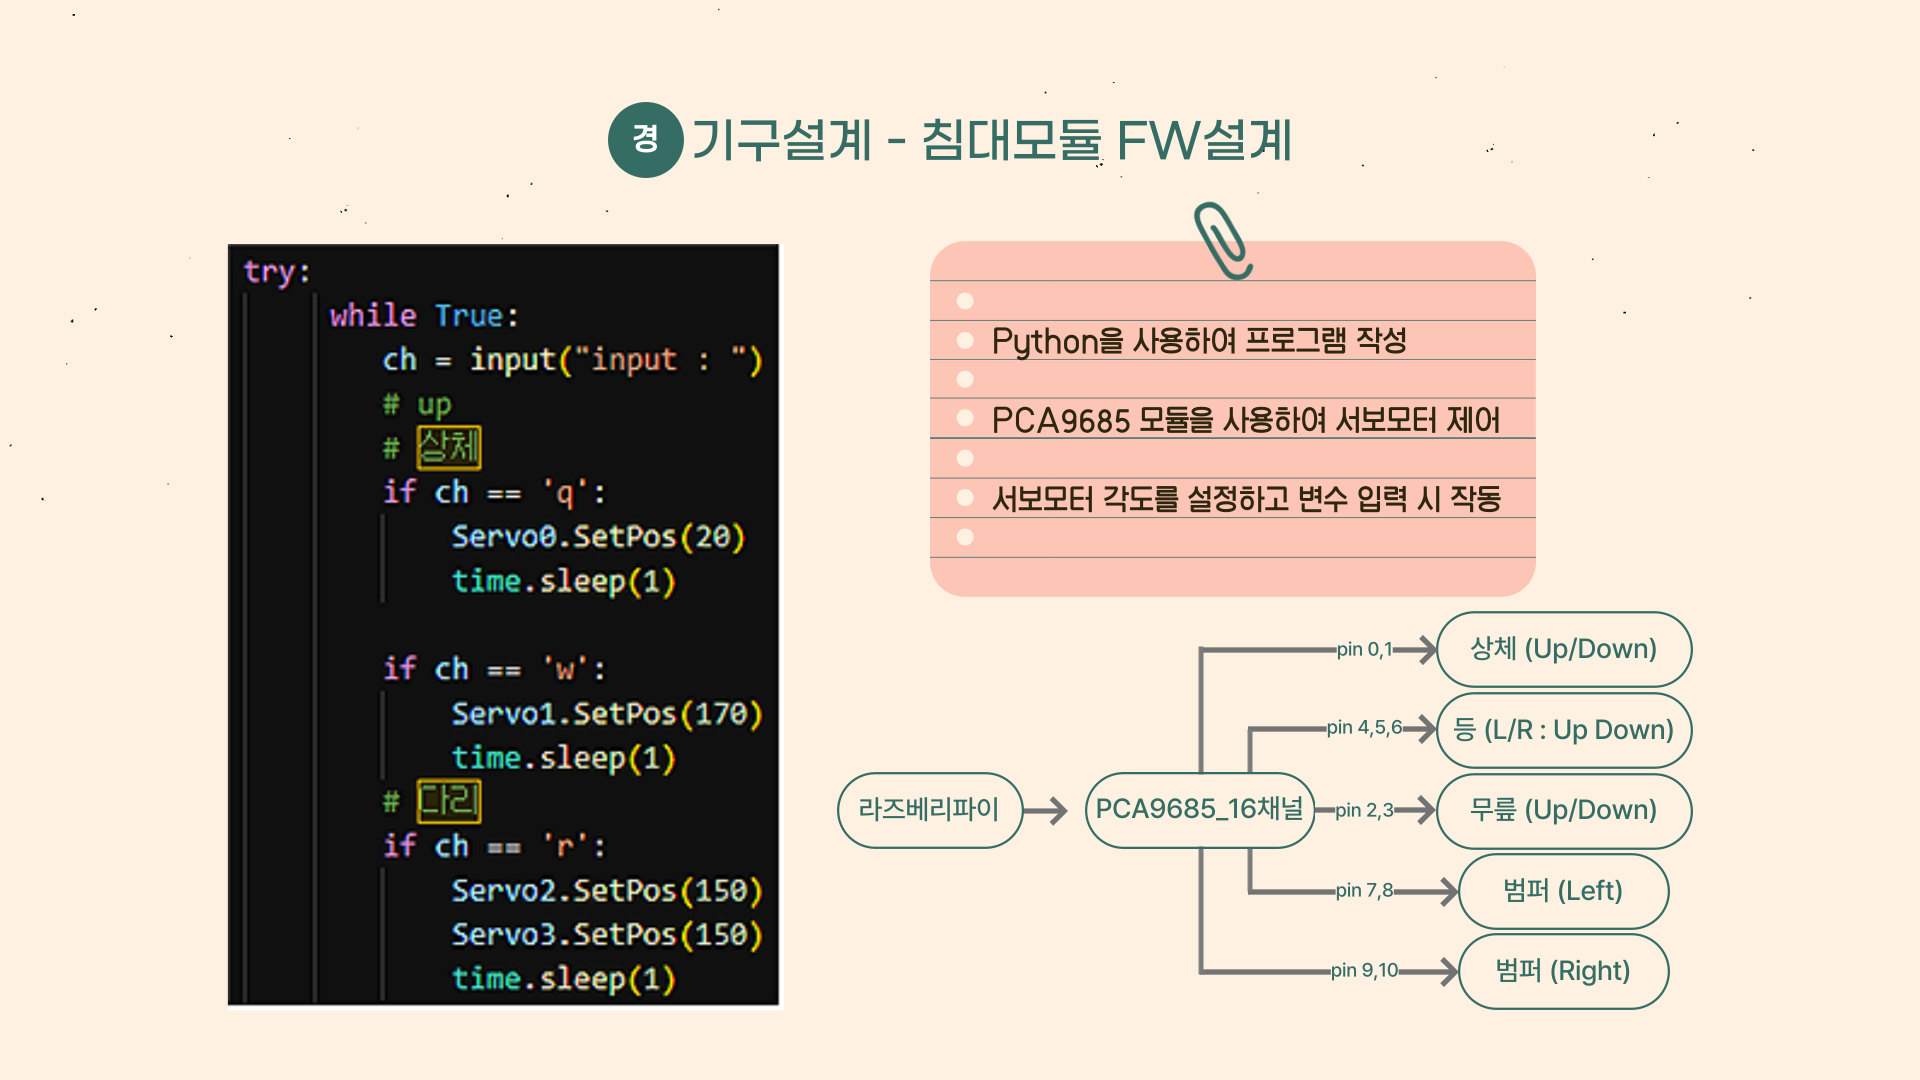 경 기구설계 - 침대모듈 FW설계
try:
while True:
ch = input("input : ")
# up
# 상체
if ch == 'q':
Servo0.SetPos(20)
time.sleep(1)
if ch == 'w':
Servo1.SetPos(170)
time.sleep(1)
# 다리
if ch == 'r':
Servo2.SetPos(150)
Servo3.SetPos(150)
time.sleep(1)
Python을 사용하여 프로그램 작성
PCA9685 모듈을 사용하여 서보모터 제어
서보모터 각도를 설정하고 변수 입력 시 작동
라즈베리파이
PCA9685_16채널
pin 0,1
상체 (Up/Down)
pin 4,5,6
등 (L/R : Up Down)
pin 2,3
무릎 (Up/Down)
pin 7,8
범퍼 (Left)
pin 9,10
범퍼 (Right)